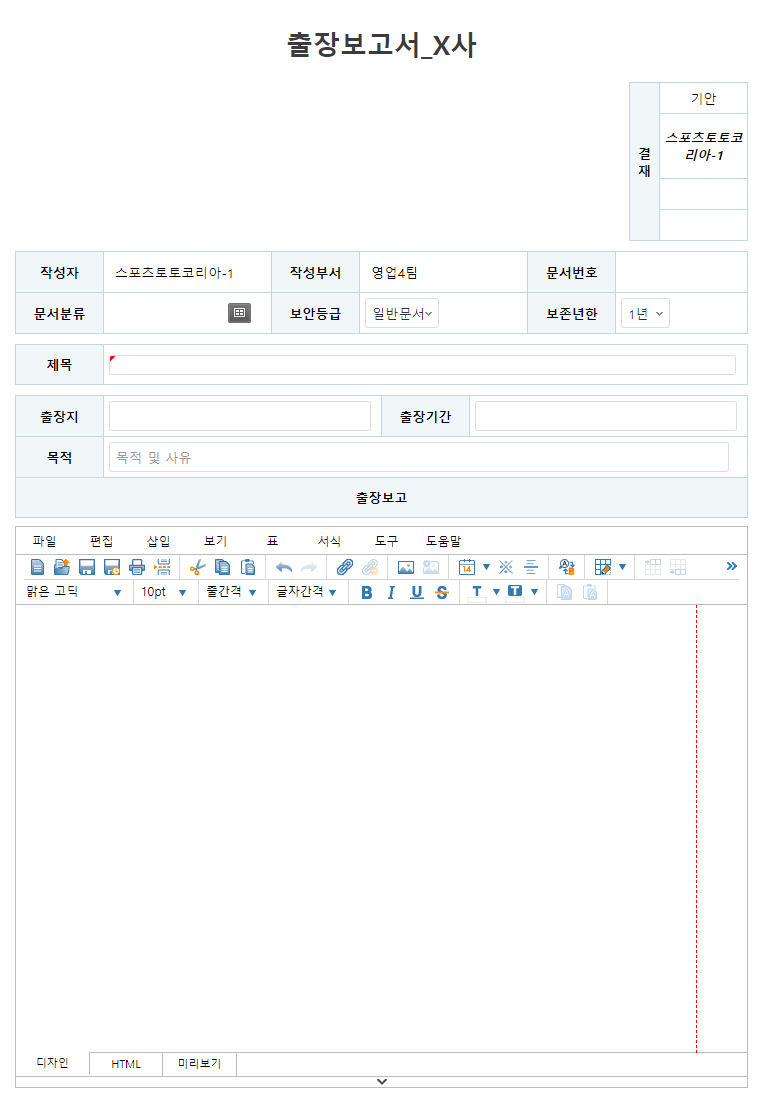 출장보고서_X사
결재
기안
스포츠토토코
리아-1
작성자 스포츠토토코리아-1 작성부서 영업4팀 문서번호
문서분류 보안등급 일반문서 보존년한 1년
제목
출장지 출장기간
목적 목적 및 사유
출장보고
파일 편집 삽입 보기 표 서식 도구 도움말
맑은 고딕 10pt 줄간격 글자간격 B I U S T T
디자인 HTML 미리보기